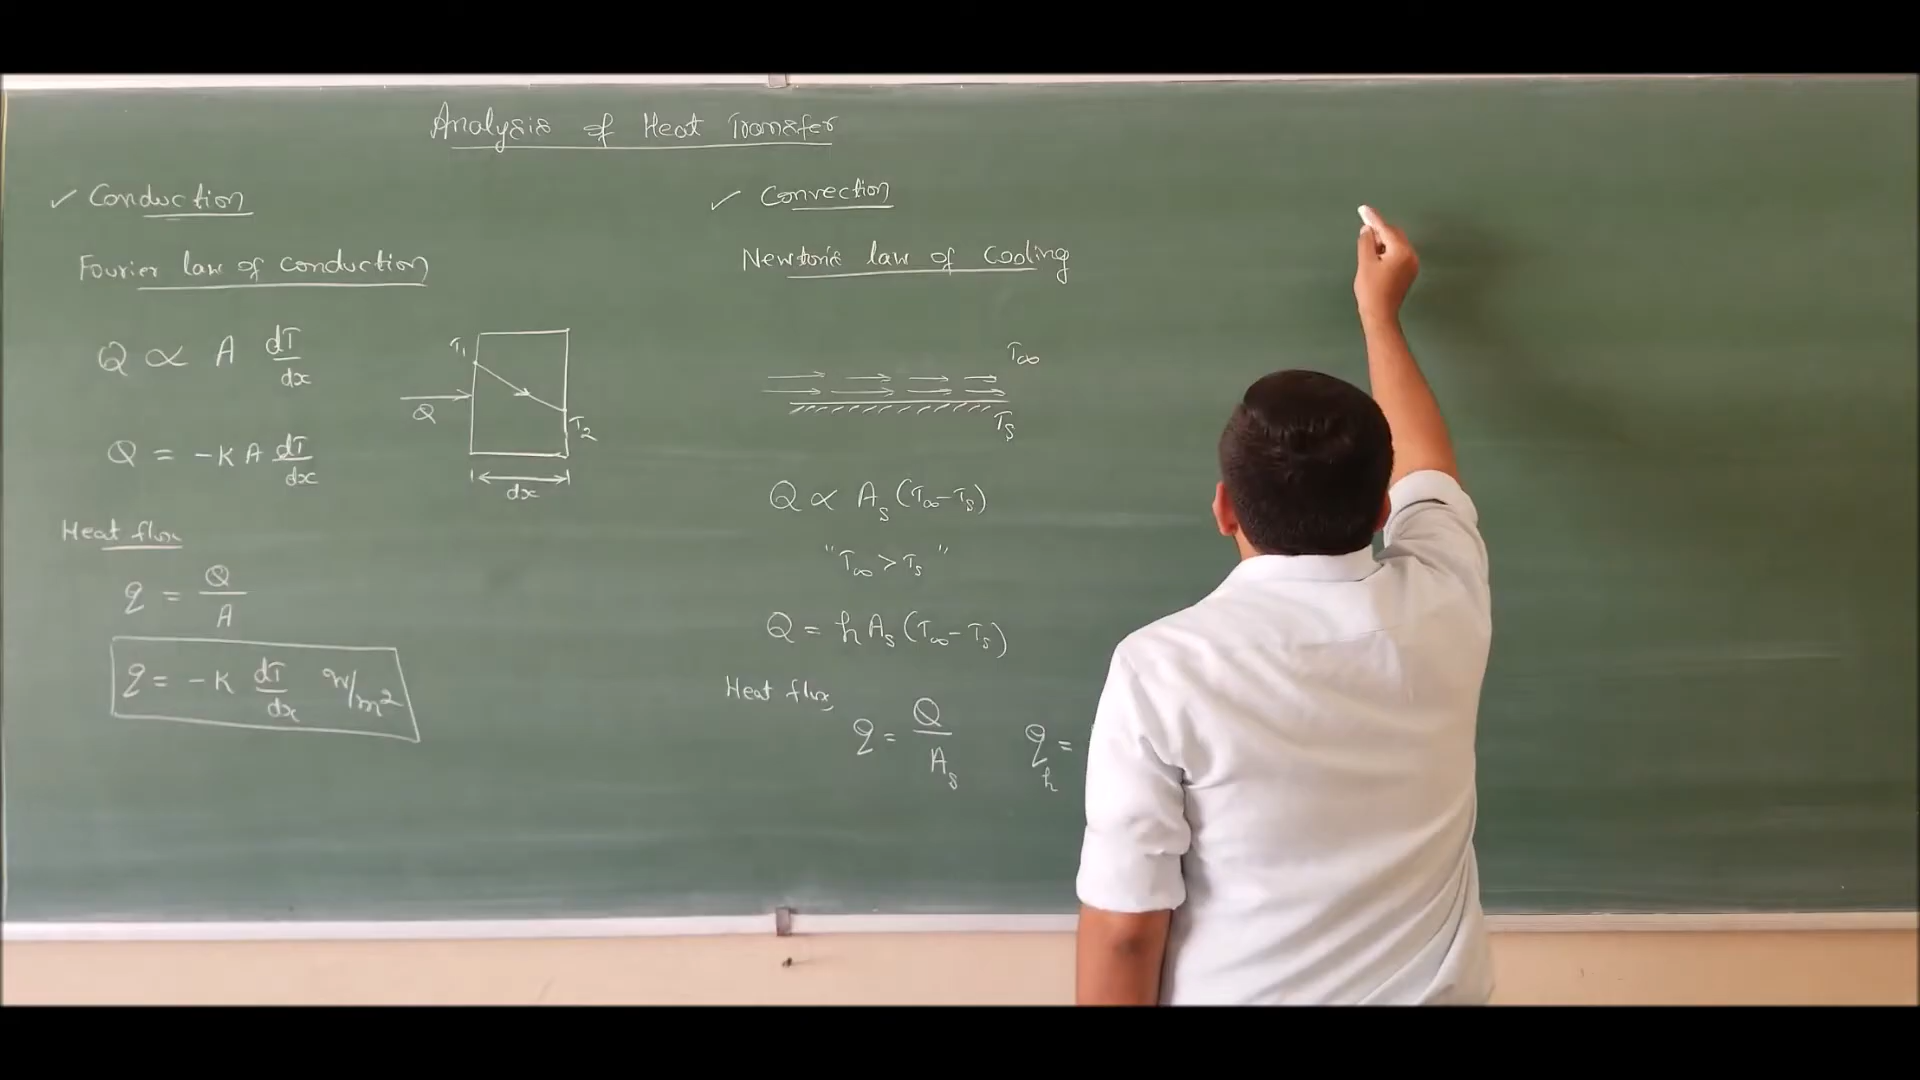 Analysis of Heat Transfer
✓ Conduction
Fourier law of conduction
Q ∝ A dT/dx
Q = -K A dT/dx
T1
Q
T2
dx
Heat flux
q = Q/A
q = -K dT/dx W/m²
✓ Convection
Newton's law of Cooling
T∞
Ts
Q ∝ As (T∞-Ts)
"T∞ > Ts"
Q = h As (T∞-Ts)
Heat flux
q = Q/As
qh =